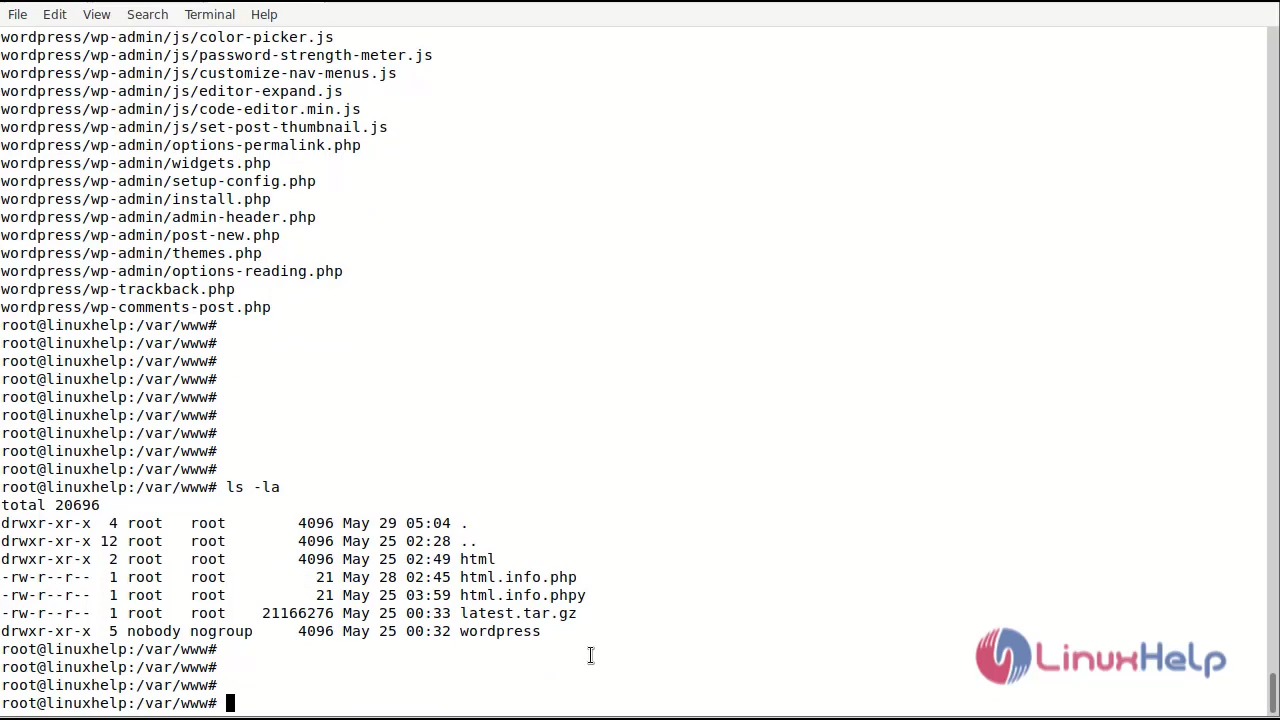 File Edit View Search Terminal Help
wordpress/wp-admin/js/color-picker.js
wordpress/wp-admin/js/password-strength-meter.js
wordpress/wp-admin/js/customize-nav-menus.js
wordpress/wp-admin/js/editor-expand.js
wordpress/wp-admin/js/code-editor.min.js
wordpress/wp-admin/js/set-post-thumbnail.js
wordpress/wp-admin/options-permalink.php
wordpress/wp-admin/widgets.php
wordpress/wp-admin/setup-config.php
wordpress/wp-admin/install.php
wordpress/wp-admin/admin-header.php
wordpress/wp-admin/post-new.php
wordpress/wp-admin/themes.php
wordpress/wp-admin/options-reading.php
wordpress/wp-trackback.php
wordpress/wp-comments-post.php
root@linuxhelp:/var/www#
root@linuxhelp:/var/www#
root@linuxhelp:/var/www#
root@linuxhelp:/var/www#
root@linuxhelp:/var/www#
root@linuxhelp:/var/www#
root@linuxhelp:/var/www#
root@linuxhelp:/var/www#
root@linuxhelp:/var/www#
root@linuxhelp:/var/www# ls -la
total 20696
drwxr-xr-x  4 root   root        4096 May 29 05:04 .
drwxr-xr-x 12 root   root        4096 May 25 02:28 ..
drwxr-xr-x  2 root   root        4096 May 25 02:49 html
-rw-r--r--  1 root   root          21 May 28 02:45 html.info.php
-rw-r--r--  1 root   root          21 May 25 03:59 html.info.phpy
-rw-r--r--  1 root   root    21166276 May 25 00:33 latest.tar.gz
drwxr-xr-x  5 nobody nogroup     4096 May 25 00:32 wordpress
root@linuxhelp:/var/www#
root@linuxhelp:/var/www#
root@linuxhelp:/var/www#
root@linuxhelp:/var/www#
LinuxHelp